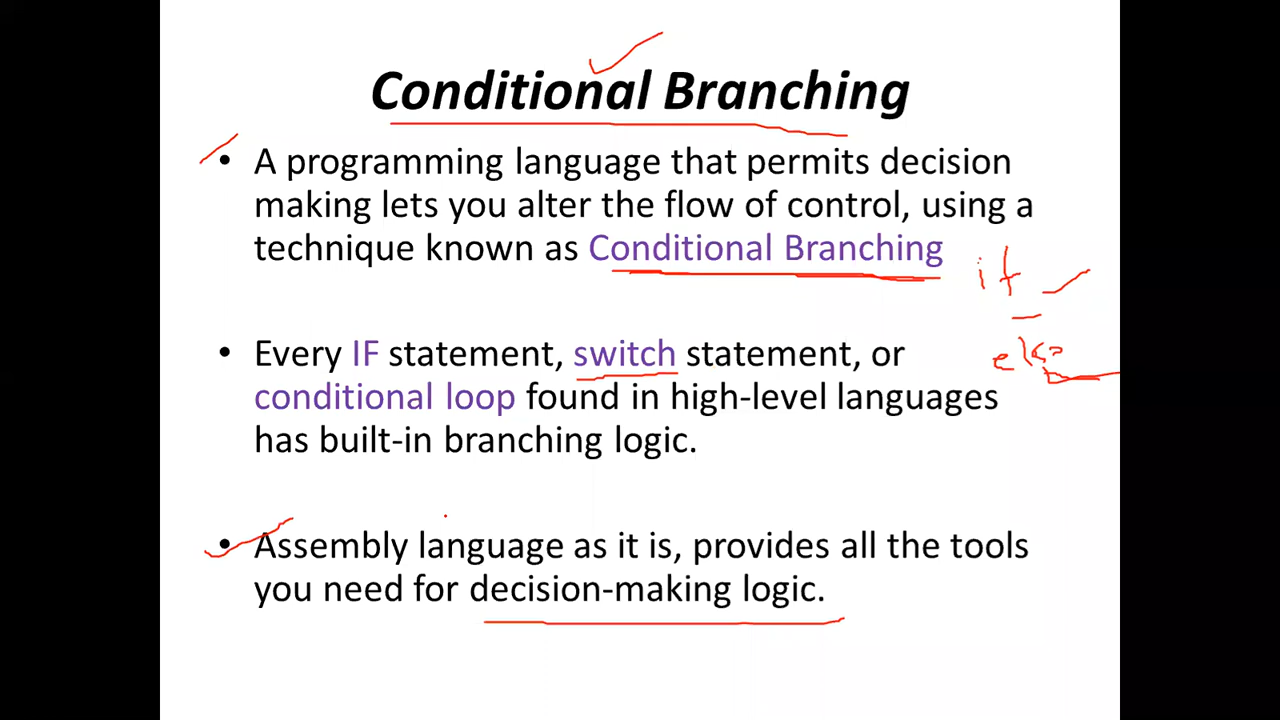 Conditional Branching
• A programming language that permits decision
making lets you alter the flow of control, using a
technique known as Conditional Branching
if
• Every IF statement, switch statement, or
else
conditional loop found in high-level languages
has built-in branching logic.
• Assembly language as it is, provides all the tools
you need for decision-making logic.